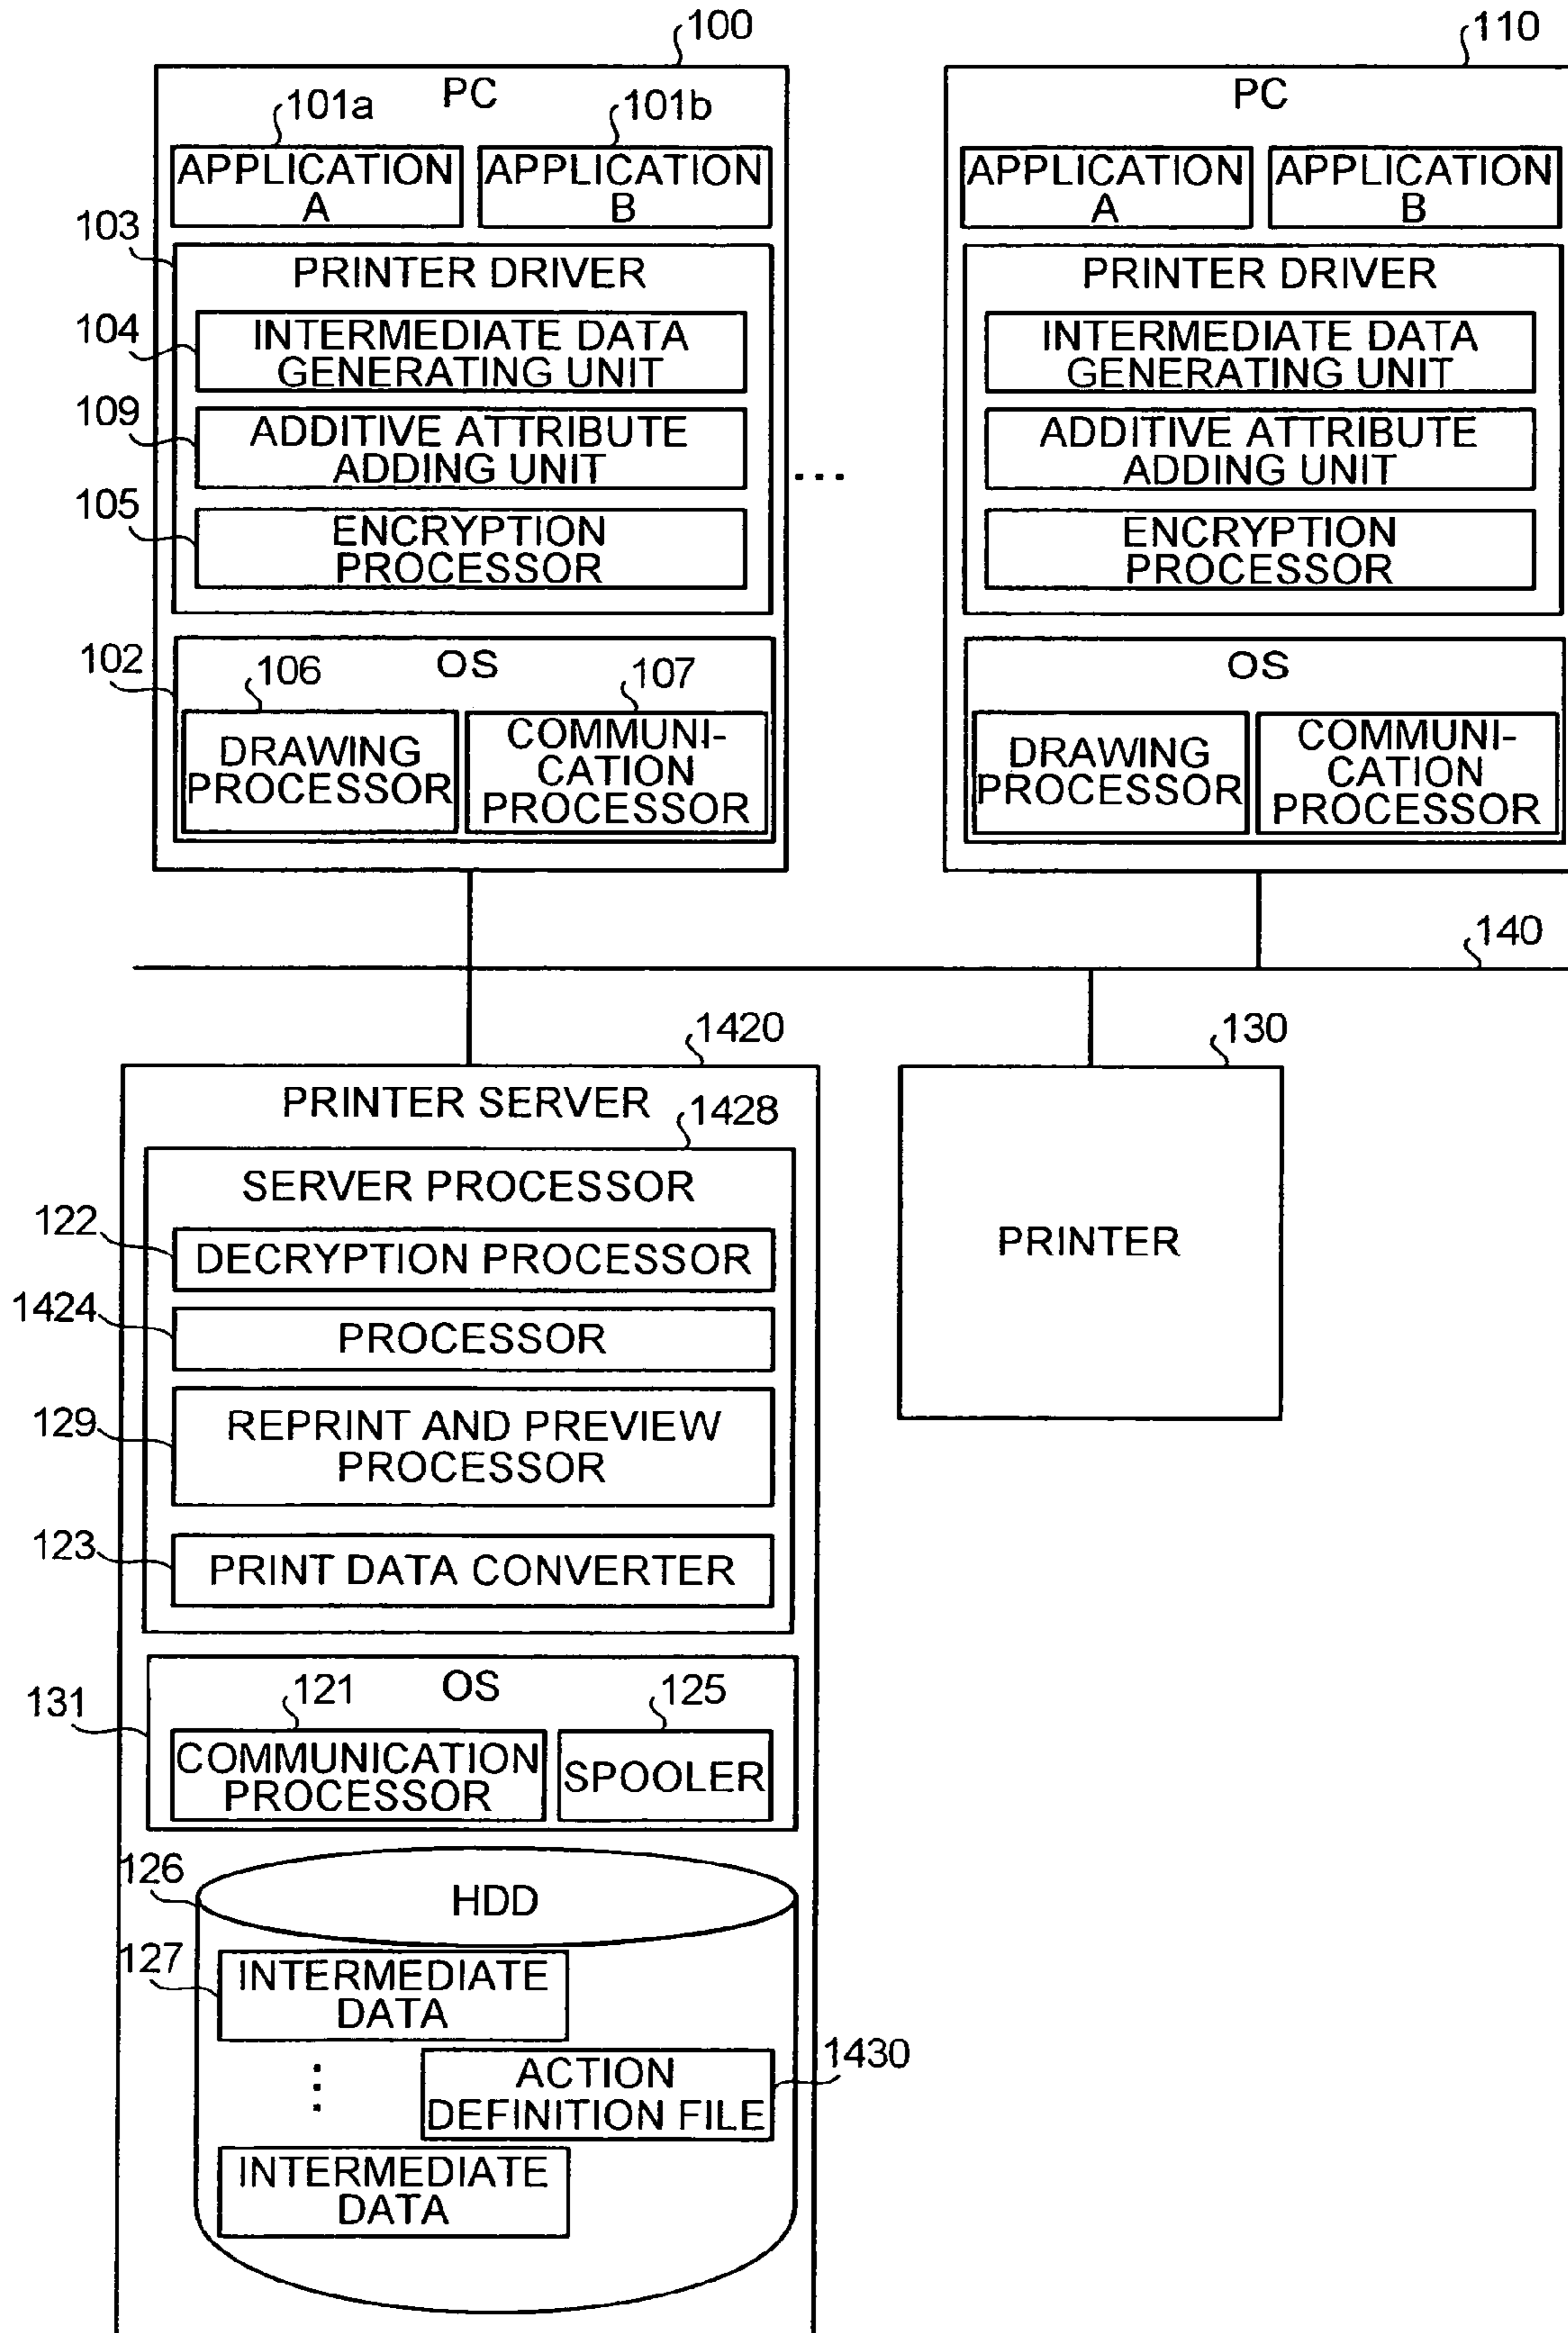 100
PC
101a
101b
APPLICATION
A
APPLICATION
B
103
PRINTER DRIVER
104
INTERMEDIATE DATA
GENERATING UNIT
109
ADDITIVE ATTRIBUTE
ADDING UNIT
105
ENCRYPTION
PROCESSOR
102
OS
106
107
DRAWING
PROCESSOR
COMMUNI-
CATION
PROCESSOR
...
110
PC
APPLICATION
A
APPLICATION
B
PRINTER DRIVER
INTERMEDIATE DATA
GENERATING UNIT
ADDITIVE ATTRIBUTE
ADDING UNIT
ENCRYPTION
PROCESSOR
OS
DRAWING
PROCESSOR
COMMUNI-
CATION
PROCESSOR
140
1420
PRINTER SERVER
1428
SERVER PROCESSOR
122
DECRYPTION PROCESSOR
1424
PROCESSOR
129
REPRINT AND PREVIEW
PROCESSOR
123
PRINT DATA CONVERTER
131
OS
121
125
COMMUNICATION
PROCESSOR
SPOOLER
126
HDD
127
INTERMEDIATE
DATA
1430
ACTION
DEFINITION FILE
INTERMEDIATE
DATA
130
PRINTER